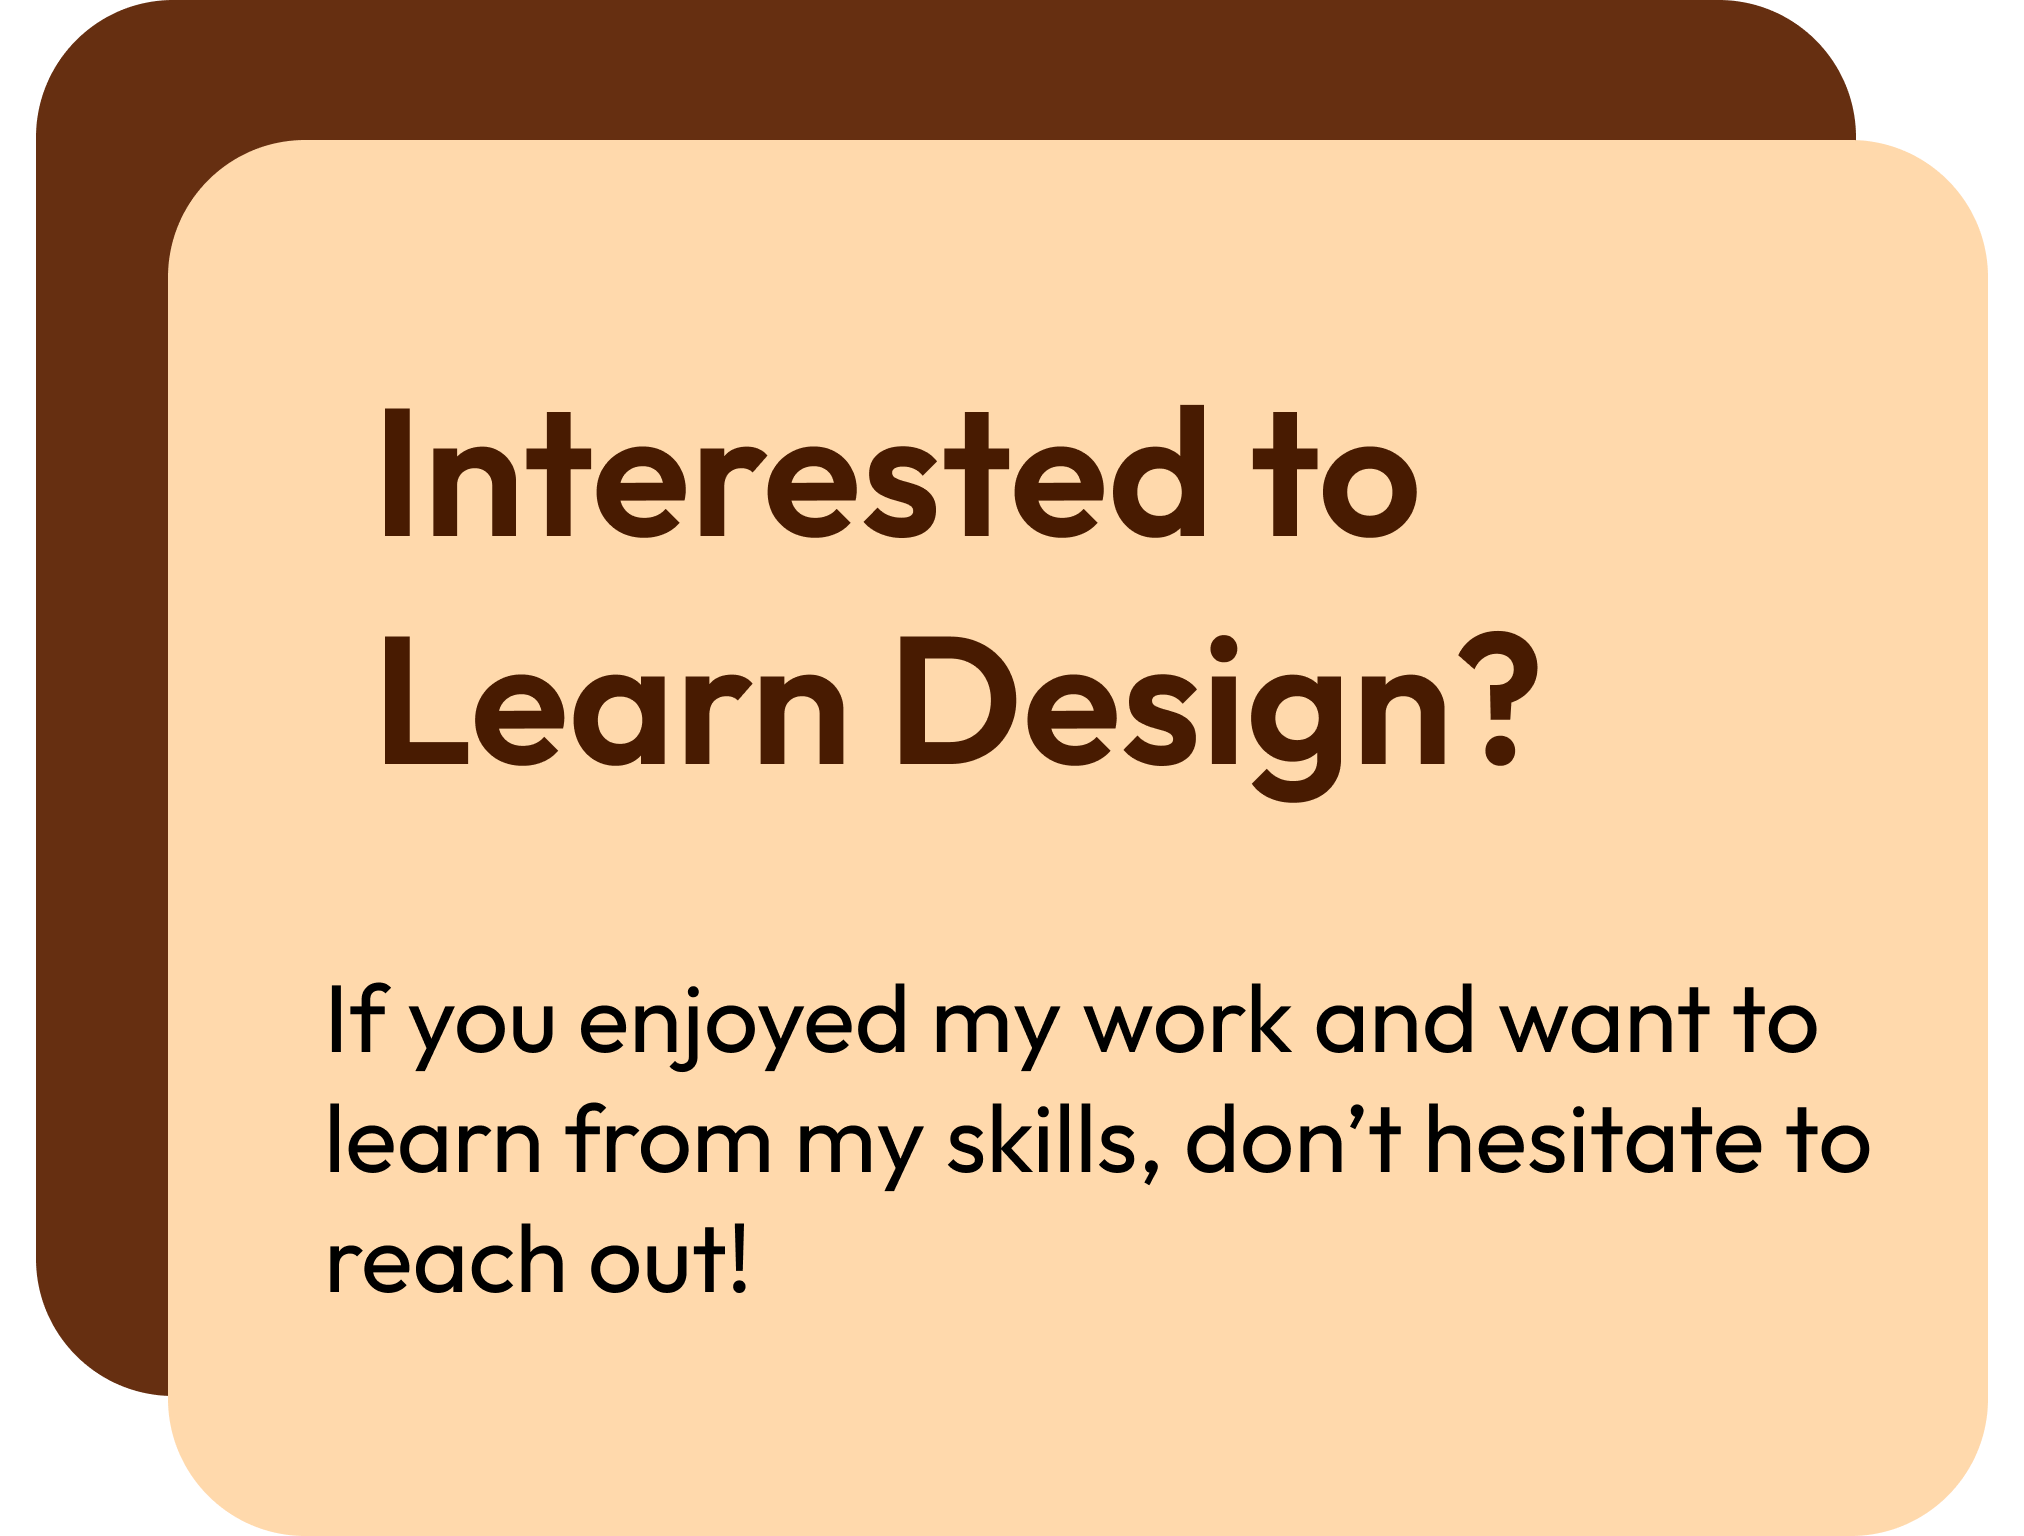 Interested to
Learn Design?
If you enjoyed my work and want to
learn from my skills, don’t hesitate to
reach out!